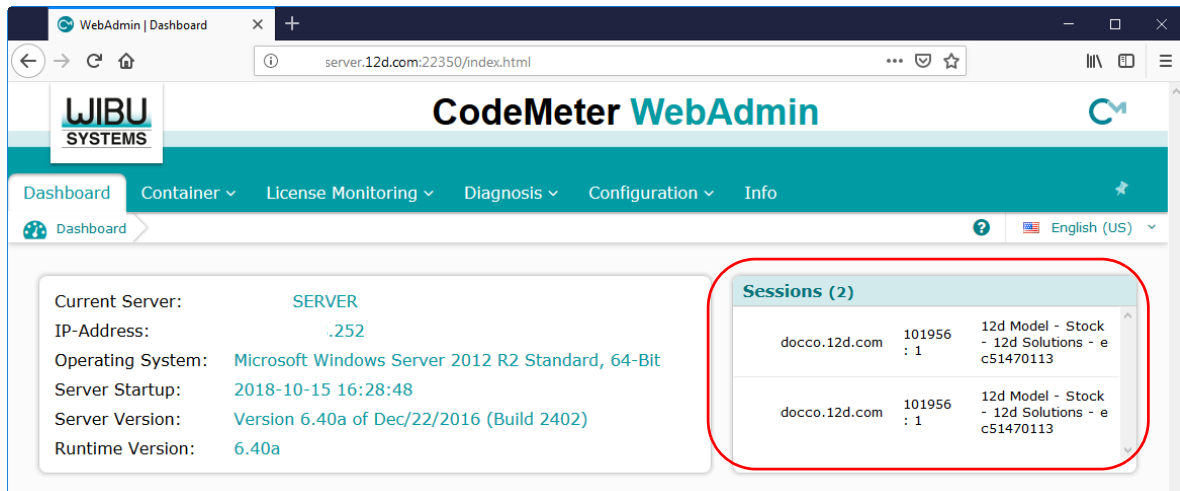 WebAdmin | Dashboard
server.12d.com:22350/index.html
WIBU
SYSTEMS
CodeMeter WebAdmin
Dashboard Container License Monitoring Diagnosis Configuration Info
Dashboard
English (US)
Current Server: SERVER
IP-Address: .252
Operating System: Microsoft Windows Server 2012 R2 Standard, 64-Bit
Server Startup: 2018-10-15 16:28:48
Server Version: Version 6.40a of Dec/22/2016 (Build 2402)
Runtime Version: 6.40a
Sessions (2)
docco.12d.com
101956
: 1
12d Model - Stock
- 12d Solutions - e
c51470113
docco.12d.com
101956
: 1
12d Model - Stock
- 12d Solutions - e
c51470113